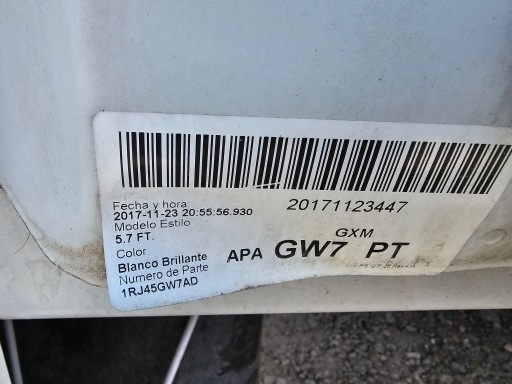 20171123447
Fecha y hora
2017-11-23 20:55:56.930
Modelo Estilo
5.7 FT.
GXM
Color
Blanco Brillante
APA GW7 PT
Numero de Parte
1RJ45GW7AD